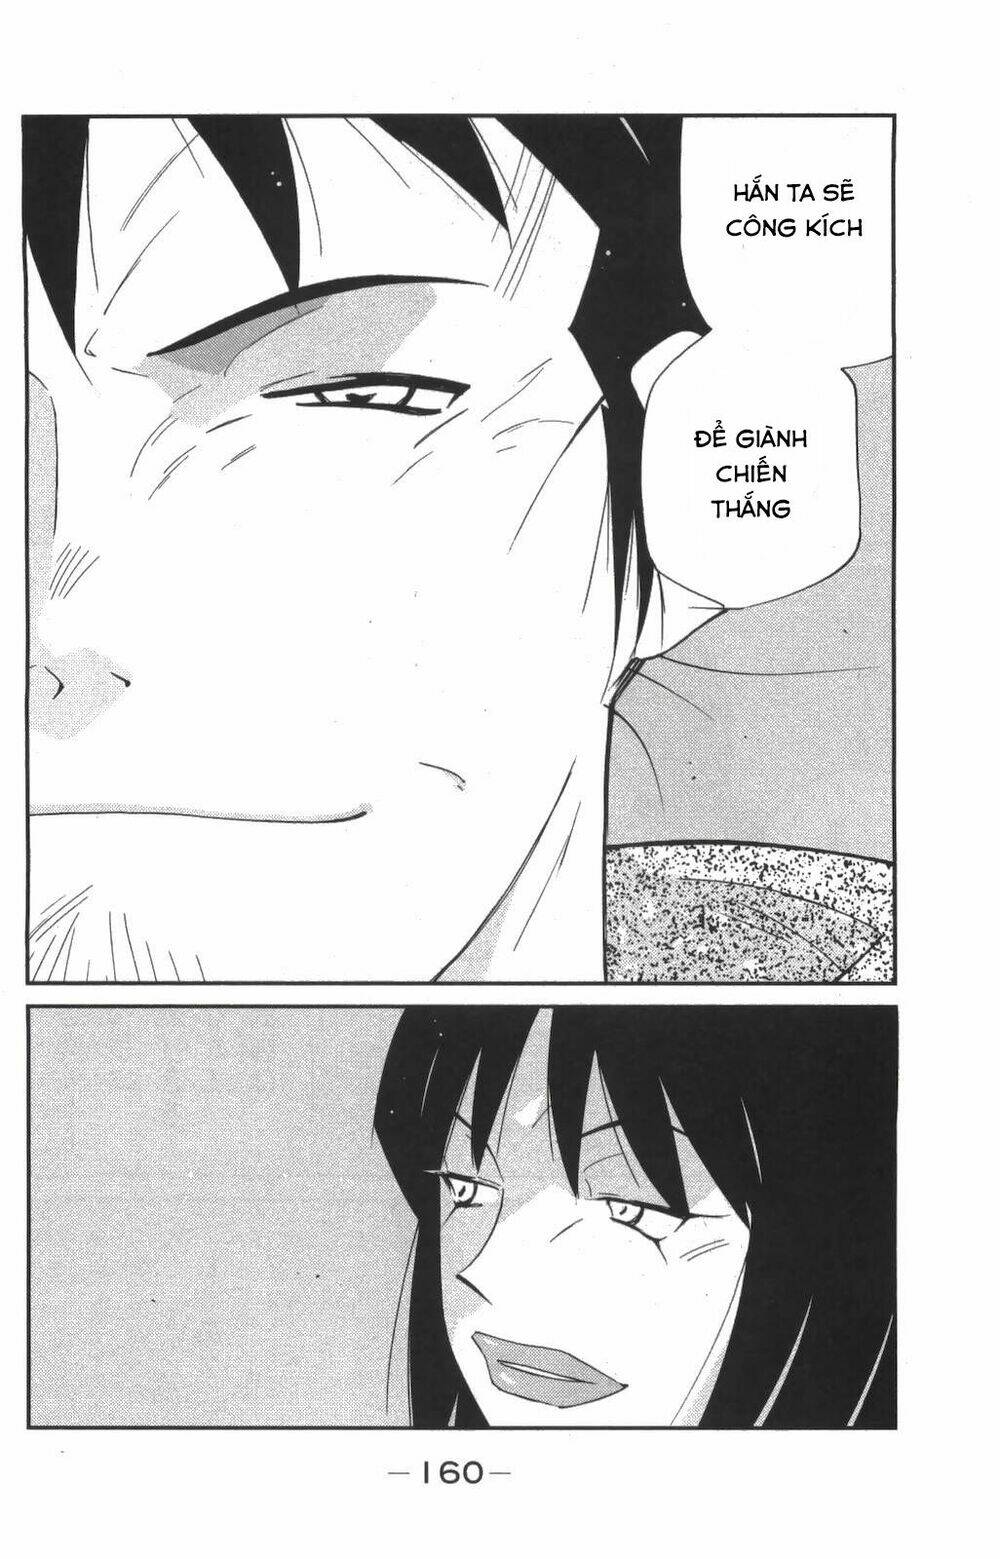 HẮN TA SẼ
CÔNG KÍCH
ĐỂ GIÀNH
CHIẾN
THẮNG
—160—